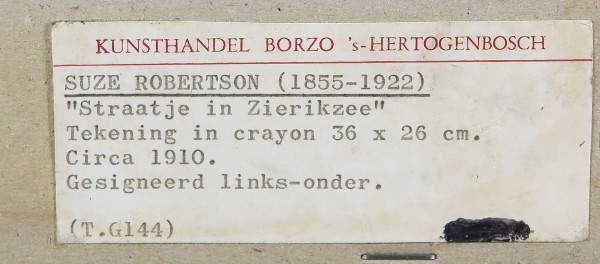 KUNSTHANDEL BORZO 's-HERTOGENBOSCH
SUZE ROBERTSON (1855-1922)
"Straatje in Zierikzee"
Tekening in crayon 36 x 26 cm.
Circa 1910.
Gesigneerd links-onder.
(T.G144)